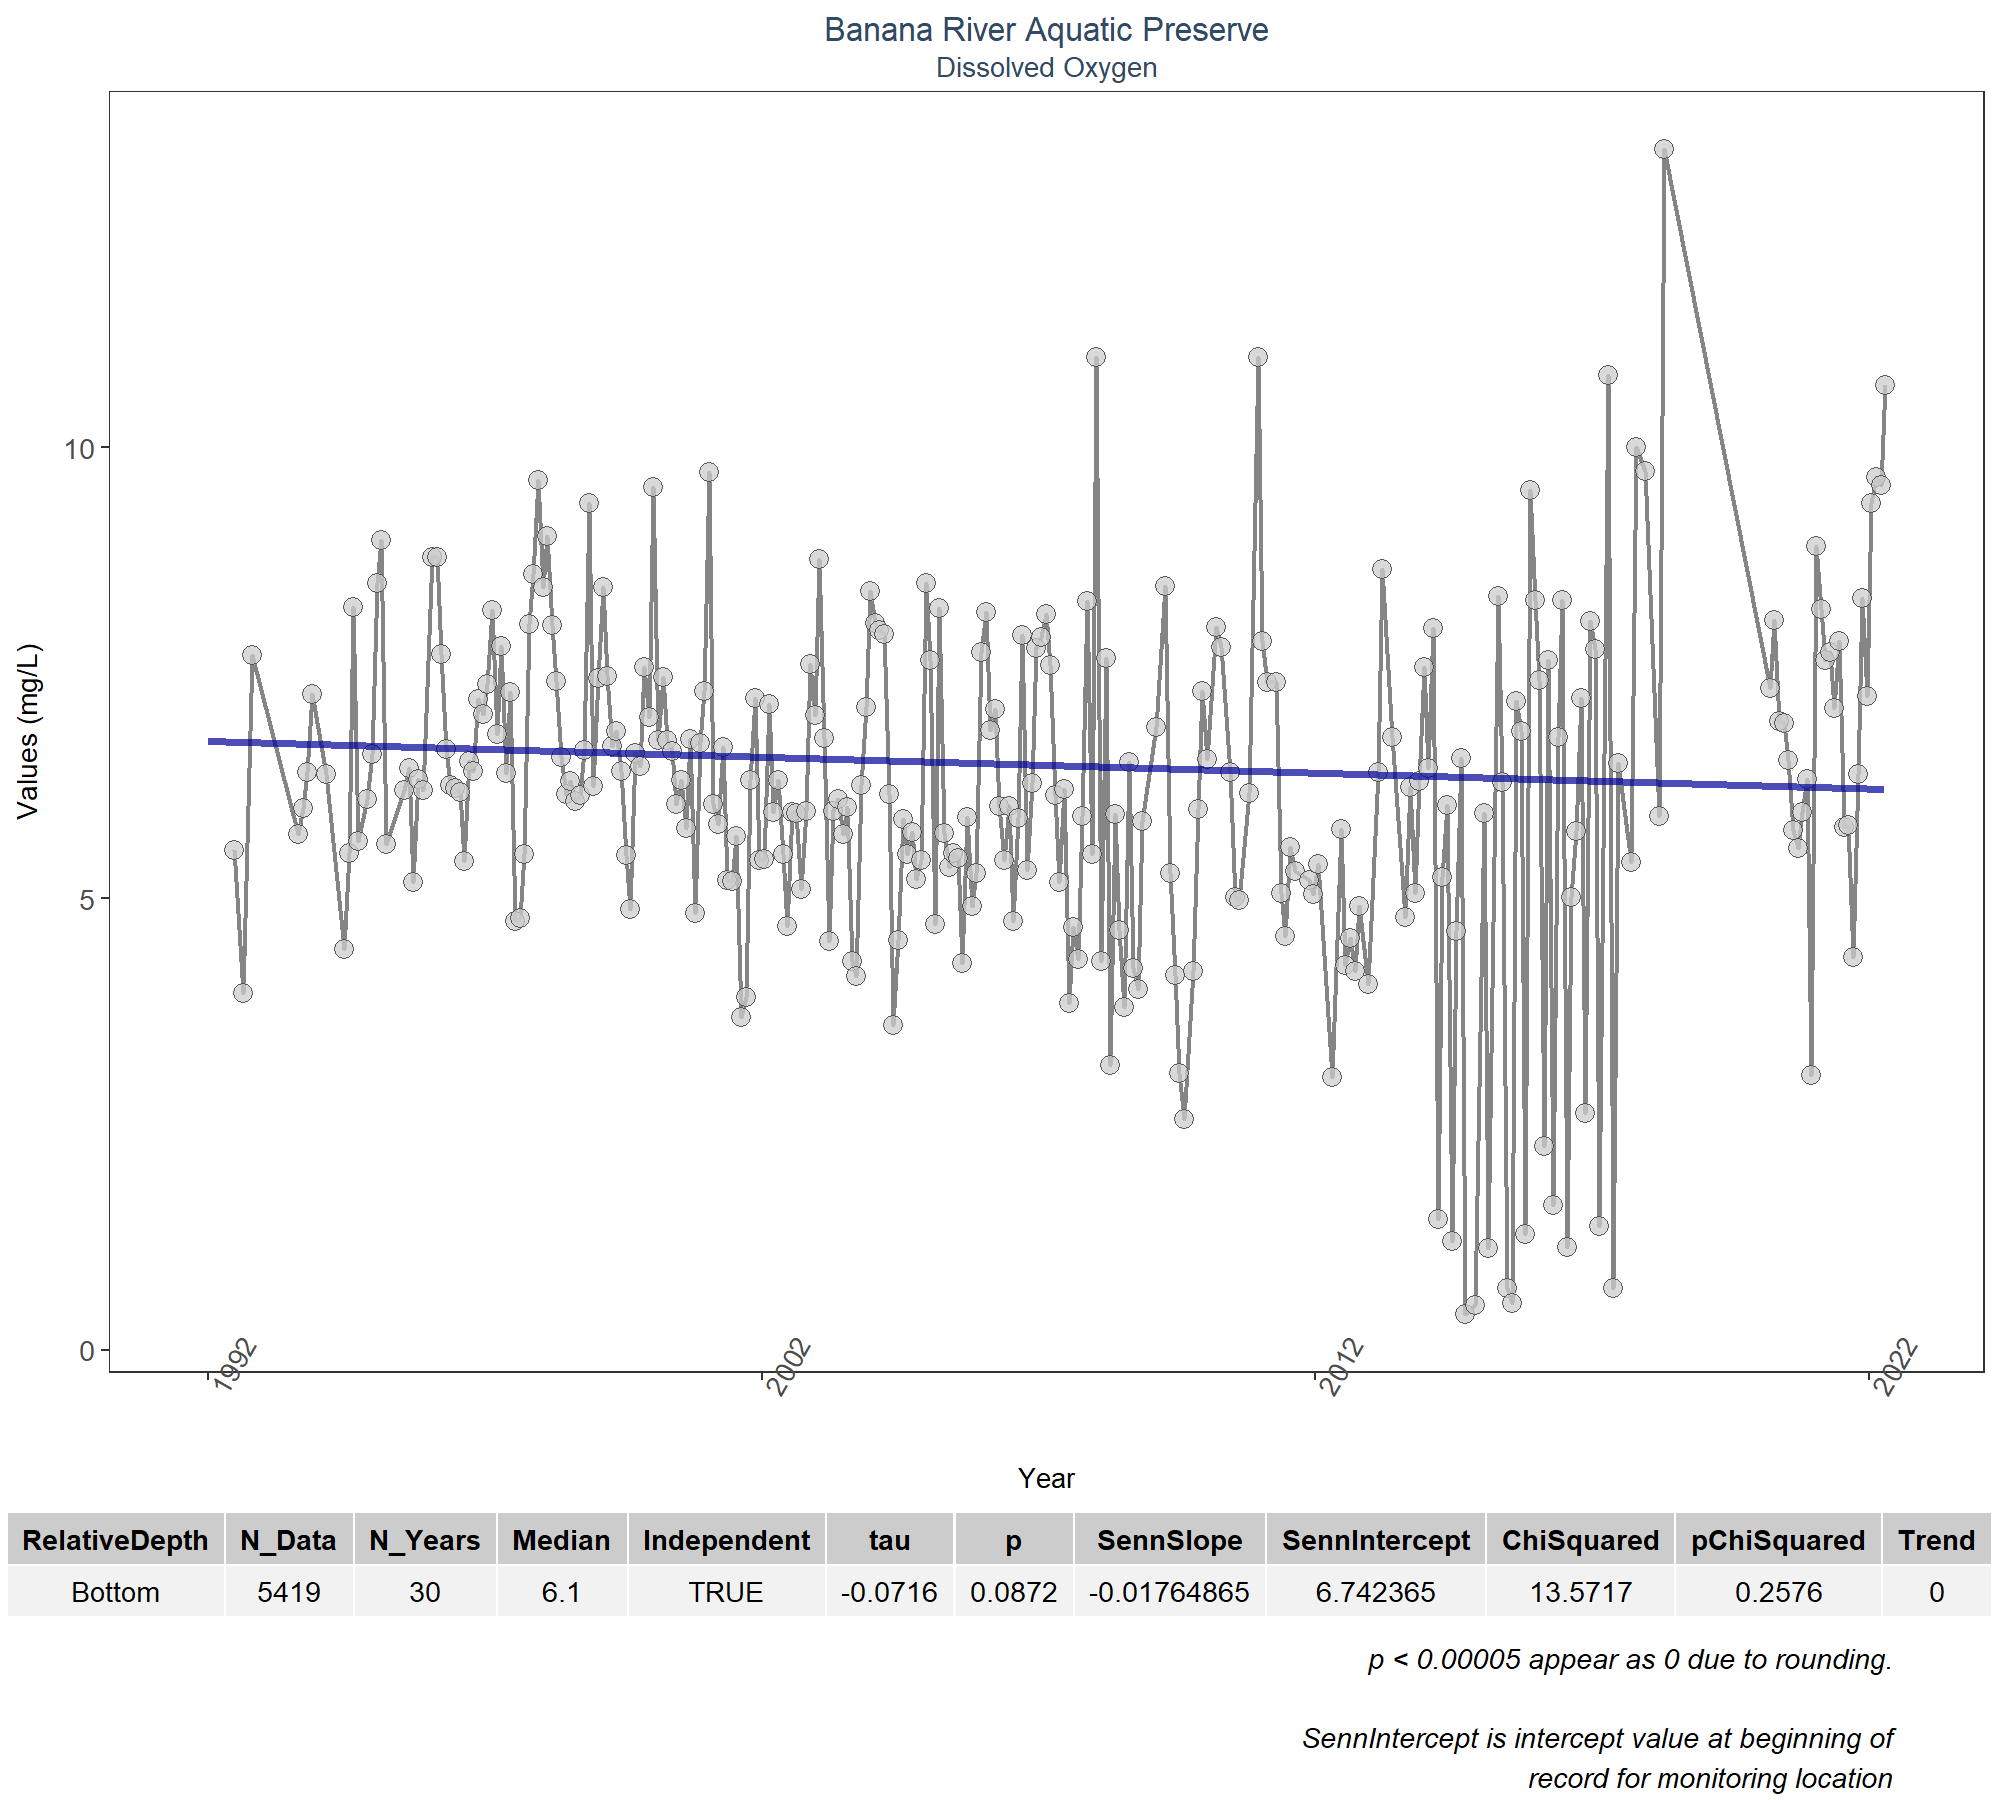 Banana River Aquatic Preserve
Dissolved Oxygen
Values (mg/L)
10
5
0
1992 2002 2012 2022
Year
RelativeDepth N_Data N_Years Median Independent tau p SennSlope SennIntercept ChiSquared pChiSquared Trend
Bottom 5419 30 6.1 TRUE -0.0716 0.0872 -0.01764865 6.742365 13.5717 0.2576 0
p < 0.00005 appear as 0 due to rounding.
SennIntercept is intercept value at beginning of
record for monitoring location